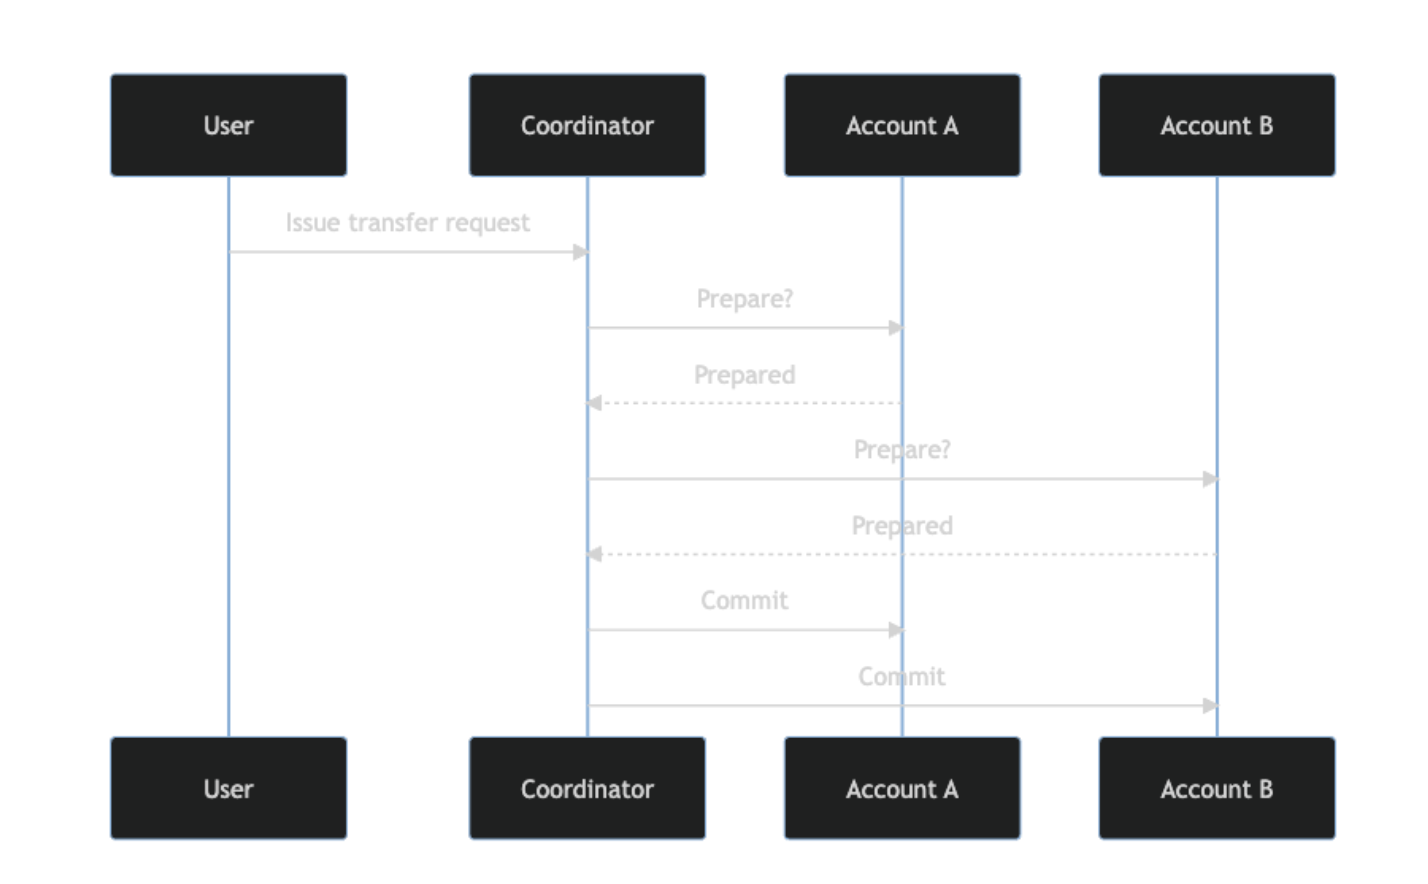 User
Coordinator
Account A
Account B
Issue transfer request
Prepare?
Prepared
Prepare?
Prepared
Commit
Commit
User
Coordinator
Account A
Account B